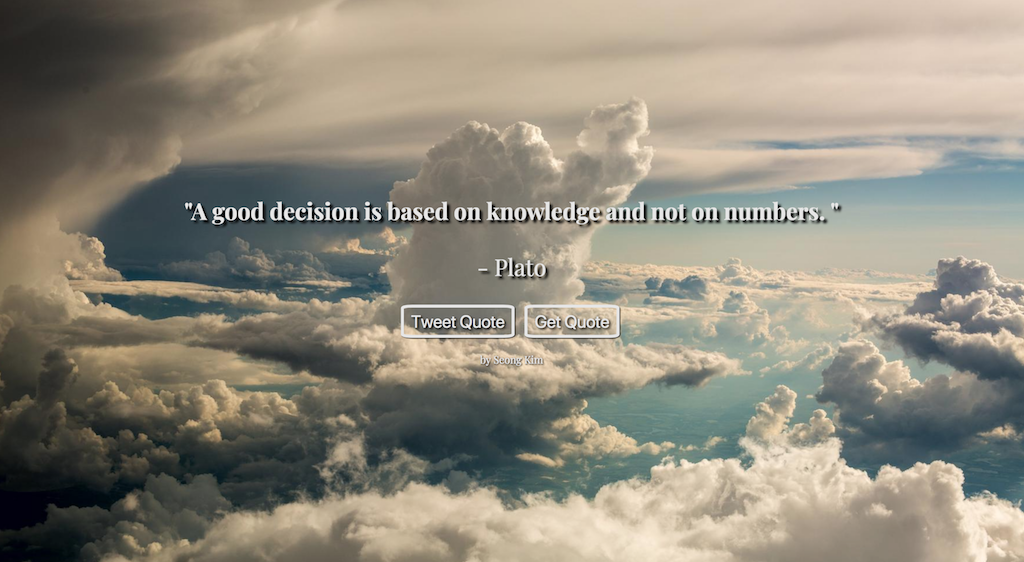 "A good decision is based on knowledge and not on numbers. "
- Plato
Tweet Quote Get Quote
by Seong Kim